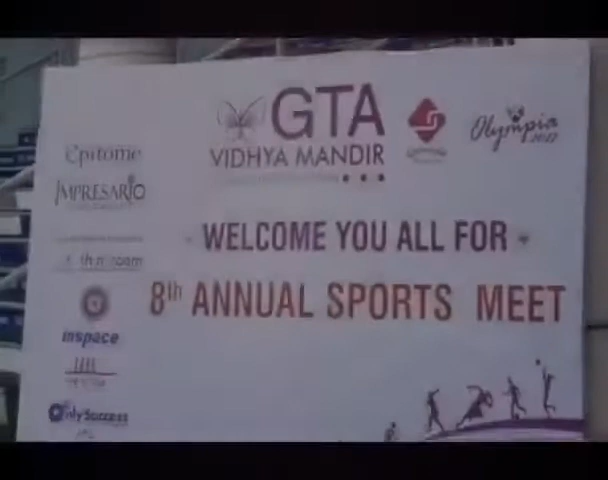 GTA
VIDHYA MANDIR
Olympia
Epitome
IMPRESARIO
WELCOME YOU ALL FOR
8th ANNUAL SPORTS MEET
inspace
OnlySuccess